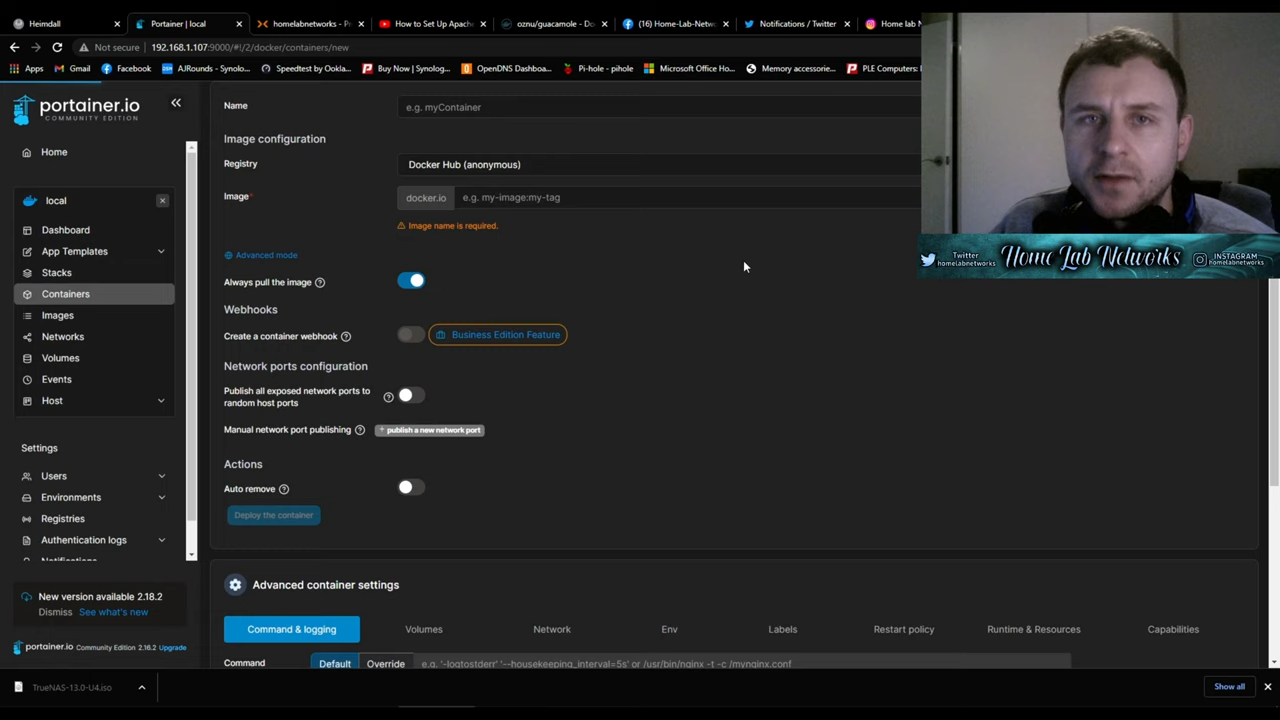 Heimdall
Portainer | local
homelabnetworks - P
How to Set Up Apach
oznu/guacamole - Do
(16) Home-Lab-Netw
Notifications / Twitter
Home lab N
Not secure
192.168.1.107:9000/#!/2/docker/containers/new
Apps
Gmail
Facebook
AJRounds - Synolo...
Speedtest by Ookla...
Buy Now | Synolog...
OpenDNS Dashboa...
Pi-hole - pihole
Microsoft Office Ho...
Memory accessorie...
PLE Computers:
portainer.io
COMMUNITY EDITION
Home
local
Dashboard
App Templates
Stacks
Containers
Images
Networks
Volumes
Events
Host
Settings
Users
Environments
Registries
Authentication logs
Notifications
New version available 2.18.2
Dismiss See what's new
portainer.io Community Edition 2.16.2 Upgrade
Name
e.g. myContainer
Image configuration
Registry
Docker Hub (anonymous)
Image*
docker.io
e.g. my-image:my-tag
Image name is required.
Advanced mode
Always pull the image
Webhooks
Create a container webhook
Business Edition Feature
Network ports configuration
Publish all exposed network ports to
random host ports
Manual network port publishing
+ publish a new network port
Actions
Auto remove
Deploy the container
Advanced container settings
Command & logging
Volumes
Network
Env
Labels
Restart policy
Runtime & Resources
Capabilities
Command
Default
Override
e.g. '-logtostderr' '--housekeeping_interval=5s' or /usr/bin/nginx -t -c /mynginx.conf
Twitter
homelabnetworks
Home Lab Networks
INSTAGRAM
homelabnetworks
TrueNAS-13.0-U4.iso
Show all